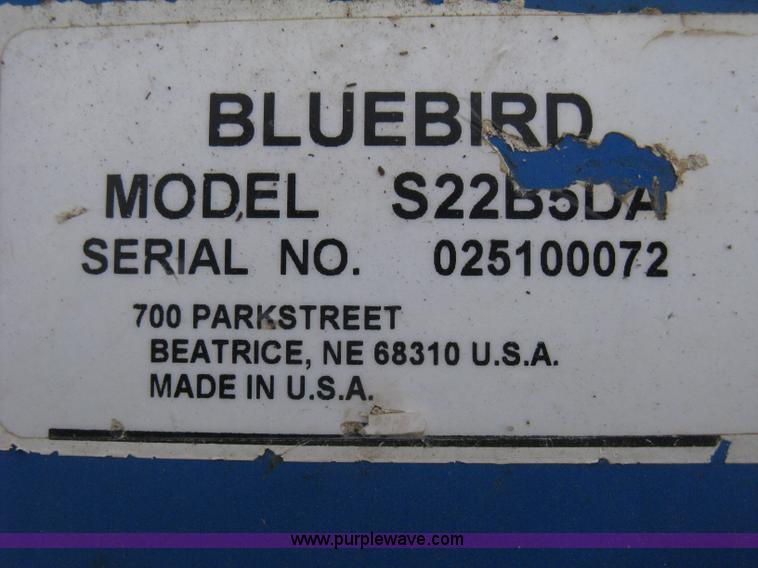 BLUEBIRD
MODEL S22B5DA
SERIAL NO. 025100072
700 PARKSTREET
BEATRICE, NE 68310 U.S.A.
MADE IN U.S.A.
www.purplewave.com